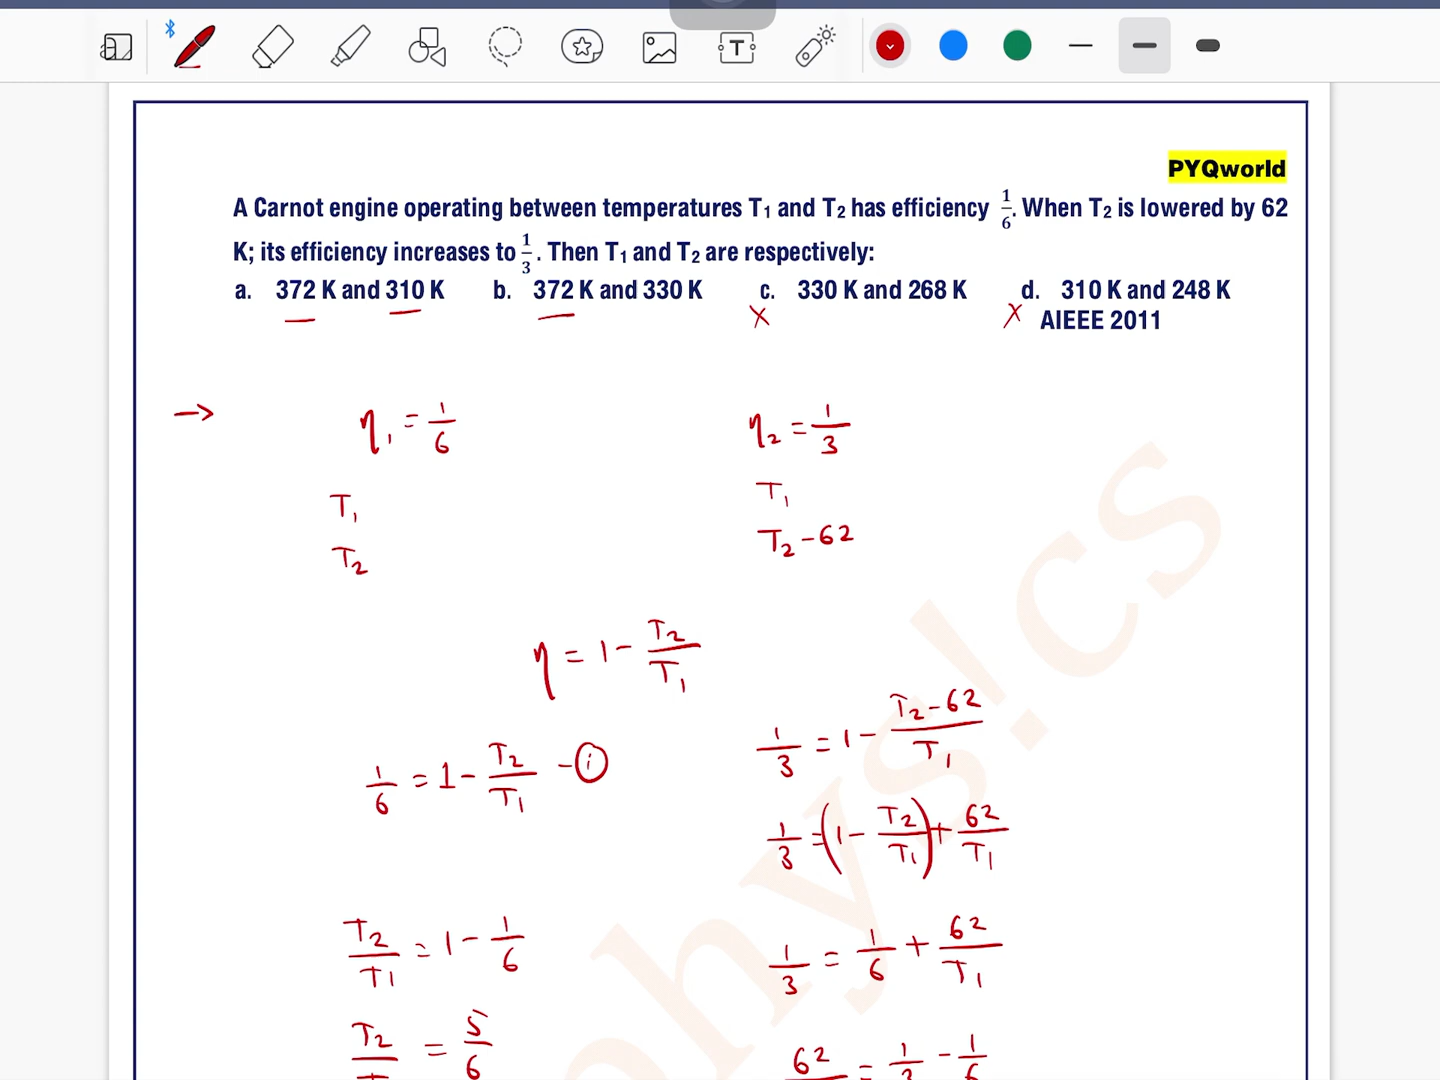 PYQworld
A Carnot engine operating between temperatures T₁ and T₂ has efficiency 1/6. When T₂ is lowered by 62
K; its efficiency increases to 1/3. Then T₁ and T₂ are respectively:
a. 372 K and 310 K b. 372 K and 330 K c. 330 K and 268 K d. 310 K and 248 K
AIEEE 2011
→ η₁ = 1/6 η₂ = 1/3
T₁ T₁
T₂ T₂ - 62
η = 1 - T₂/T₁
1/6 = 1 - T₂/T₁ - (i) 1/3 = 1 - (T₂ - 62)/T₁
1/3 = (1 - T₂/T₁) + 62/T₁
T₂/T₁ = 1 - 1/6 1/3 = 1/6 + 62/T₁
T₂ = 5/6 62 = 1/3 - 1/6
phys!cs